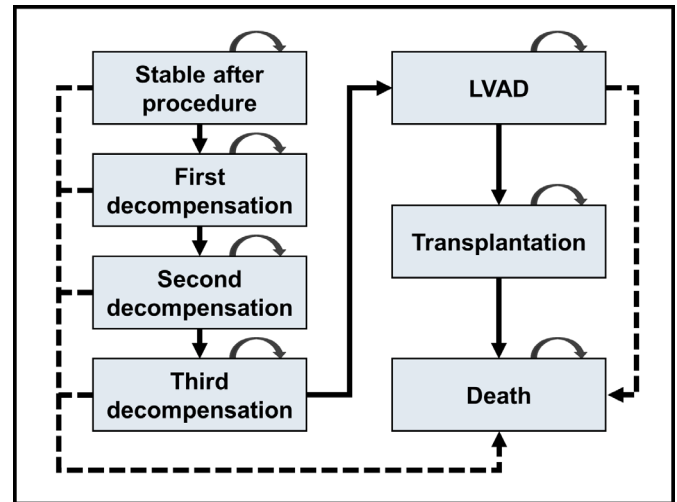 Stable after
procedure
First
decompensation
Second
decompensation
Third
decompensation
LVAD
Transplantation
Death